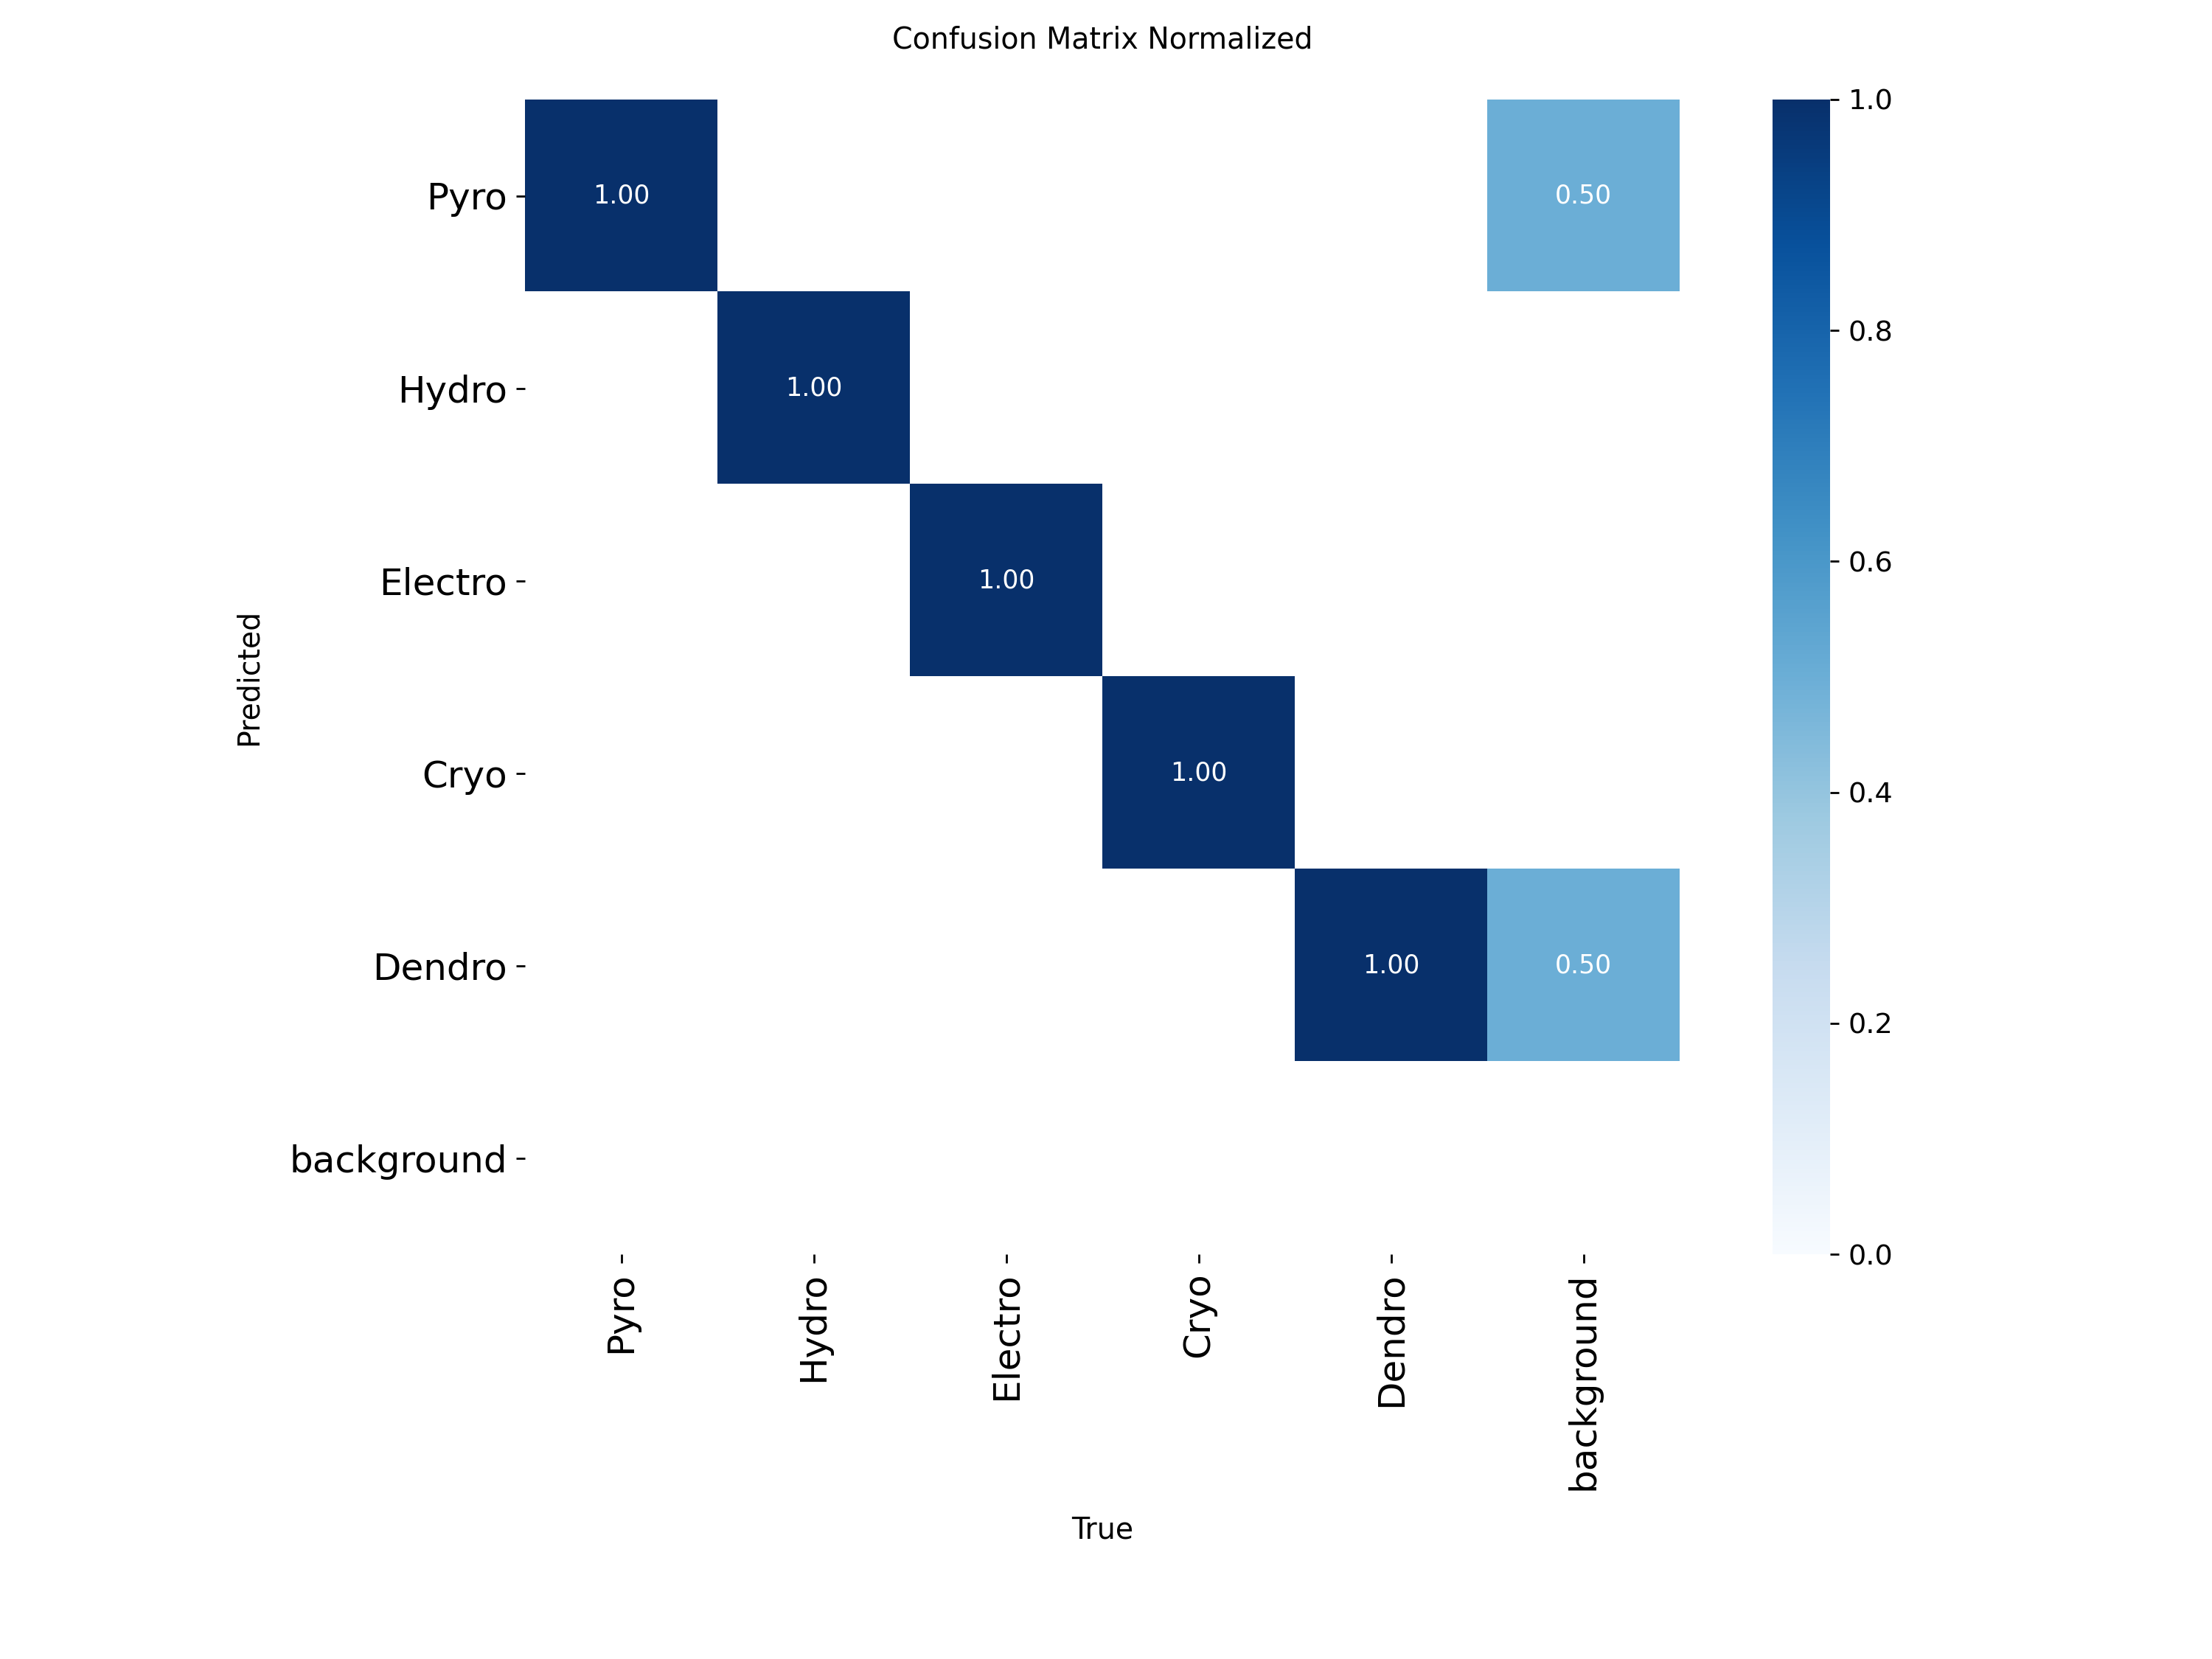 Confusion Matrix Normalized
Pyro
Hydro
Electro
Cryo
Dendro
background
Predicted
1.00
0.50
1.00
1.00
1.00
1.00
0.50
Pyro
Hydro
Electro
Cryo
Dendro
background
True
1.0
0.8
0.6
0.4
0.2
0.0